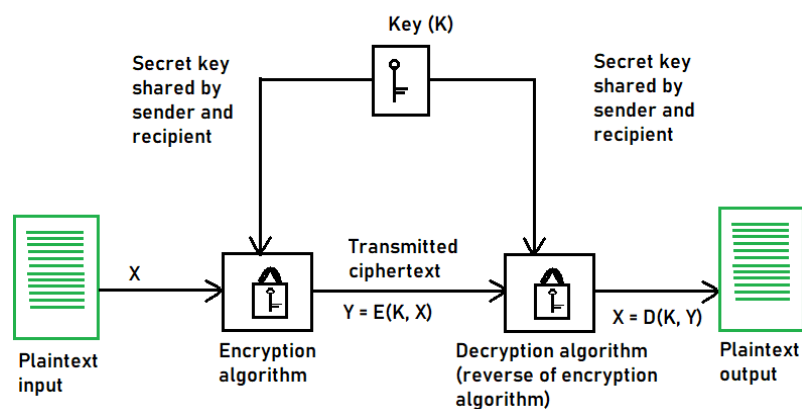 Key (K)
Secret key
shared by
sender and
recipient
Secret key
shared by
sender and
recipient
X
Transmitted
ciphertext
Y = E(K, X)
X = D(K, Y)
Plaintext
input
Encryption
algorithm
Decryption algorithm
(reverse of encryption
algorithm)
Plaintext
output